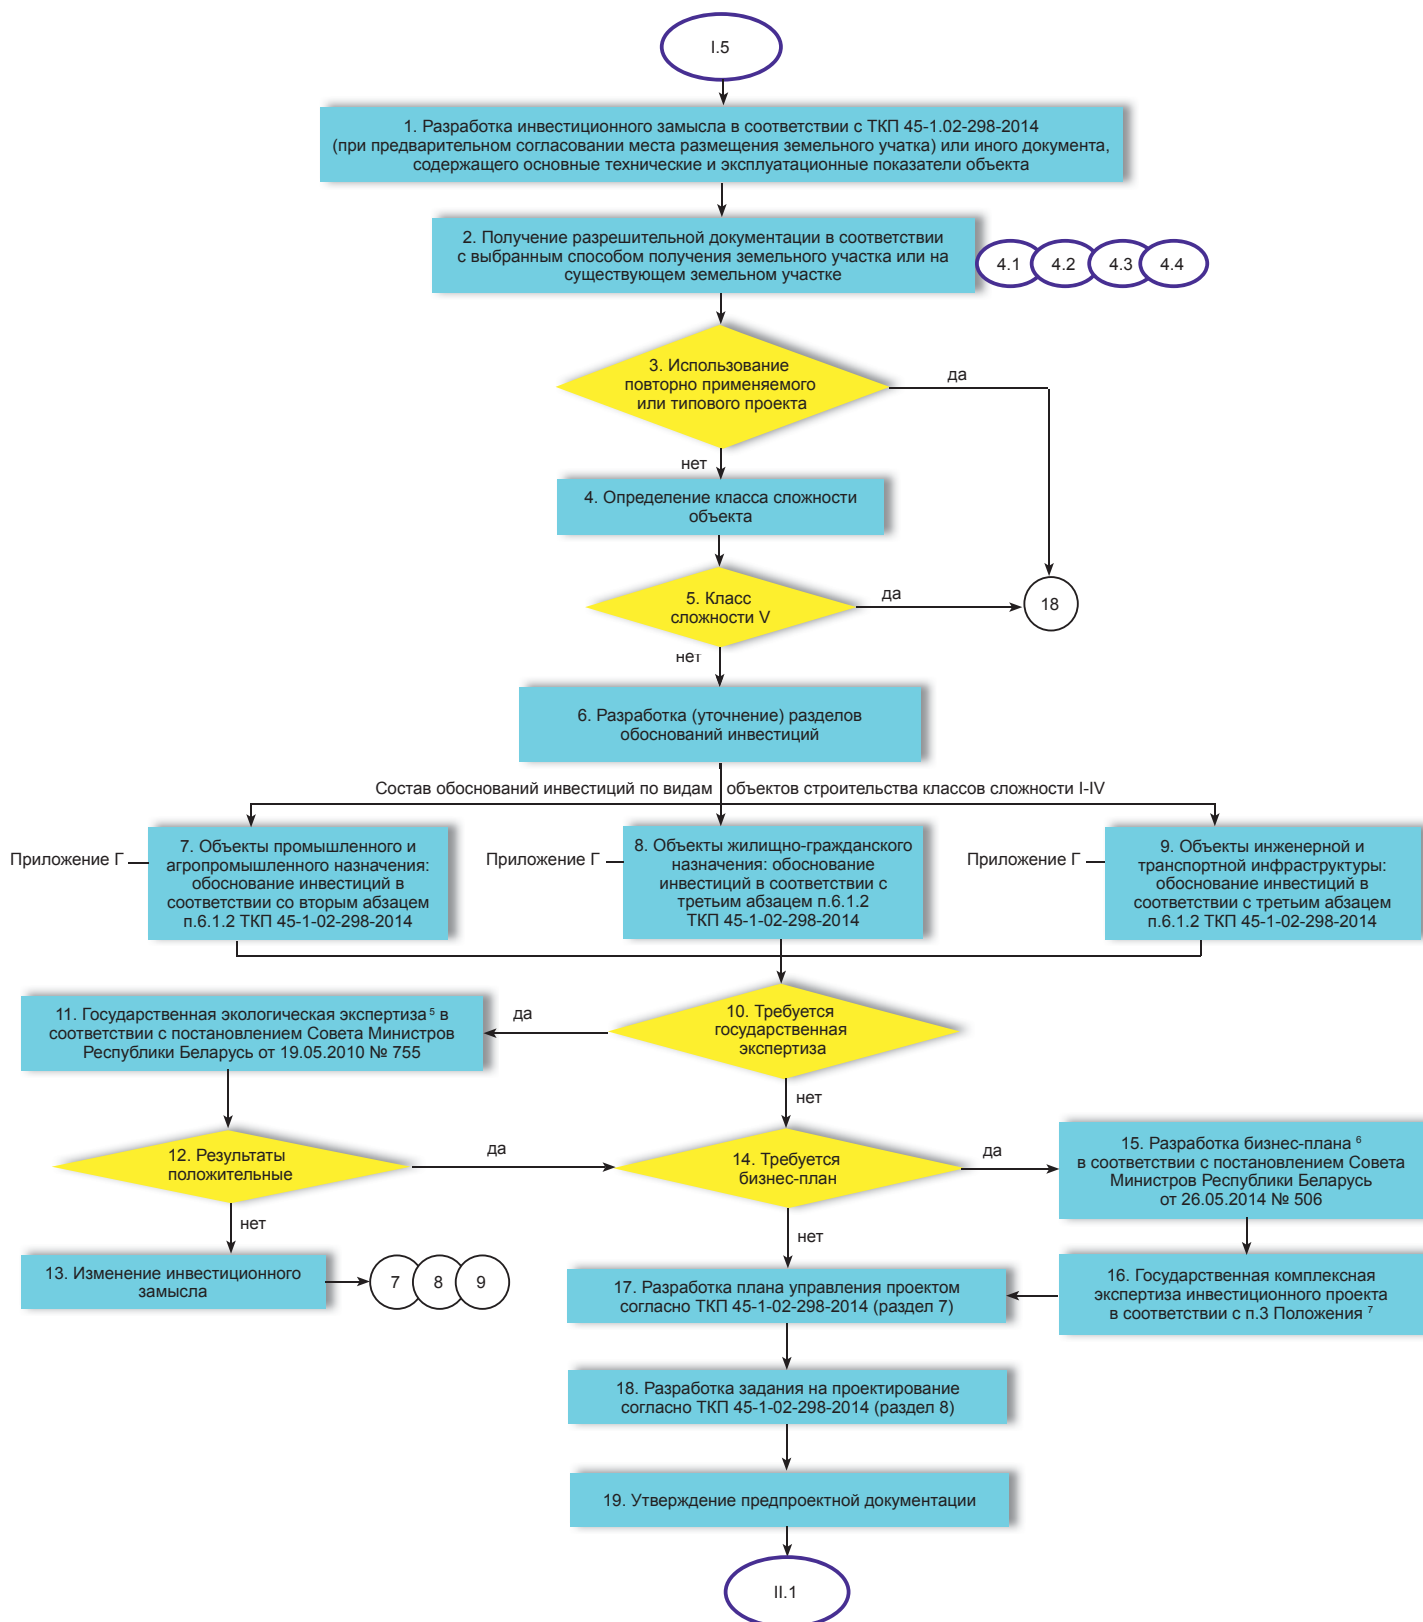 I.5
1. Разработка инвестиционного замысла в соответствии с ТКП 45-1.02-298-2014
(при предварительном согласовании места размещения земельного учатка) или иного документа,
содержащего основные технические и эксплуатационные показатели объекта
2. Получение разрешительной документации в соответствии
с выбранным способом получения земельного участка или на
существующем земельном участке
4.1
4.2
4.3
4.4
3. Использование
повторно применяемого
или типового проекта
да
нет
4. Определение класса сложности
объекта
5. Класс
сложности V
да
18
нет
6. Разработка (уточнение) разделов
обоснований инвестиций
Состав обоснований инвестиций по видам объектов строительства классов сложности I-IV
Приложение Г
7. Объекты промышленного и
агропромышленного назначения:
обоснование инвестиций в
соответствии со вторым абзацем
п.6.1.2 ТКП 45-1-02-298-2014
Приложение Г
8. Объекты жилищно-гражданского
назначения: обоснование
инвестиций в соответствии с
третьим абзацем п.6.1.2
ТКП 45-1-02-298-2014
Приложение Г
9. Объекты инженерной и
транспортной инфраструктуры:
обоснование инвестиций в
соответствии с третьим абзацем
п.6.1.2 ТКП 45-1-02-298-2014
10. Требуется
государственная
экспертиза
да
11. Государственная экологическая экспертиза 5 в
соответствии с постановлением Совета Министров
Республики Беларусь от 19.05.2010 № 755
нет
12. Результаты
положительные
да
14. Требуется
бизнес-план
да
15. Разработка бизнес-плана 6
в соответствии с постановлением Совета
Министров Республики Беларусь
от 26.05.2014 № 506
нет
нет
13. Изменение инвестиционного
замысла
7
8
9
17. Разработка плана управления проектом
согласно ТКП 45-1-02-298-2014 (раздел 7)
16. Государственная комплексная
экспертиза инвестиционного проекта
в соответствии с п.3 Положения 7
18. Разработка задания на проектирование
согласно ТКП 45-1-02-298-2014 (раздел 8)
19. Утверждение предпроектной документации
II.1